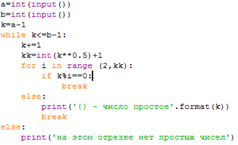 a=int(input())
b=int(input())
k=a-1
while k<=b-1:
    k+=1
    kk=int(k**0.5)+1
    for i in range (2,kk):
        if k%i==0:
            break
    else:
        print('{} - число простое'.format(k))
        break
else:
    print('на этом отрезке нет простых чисел')